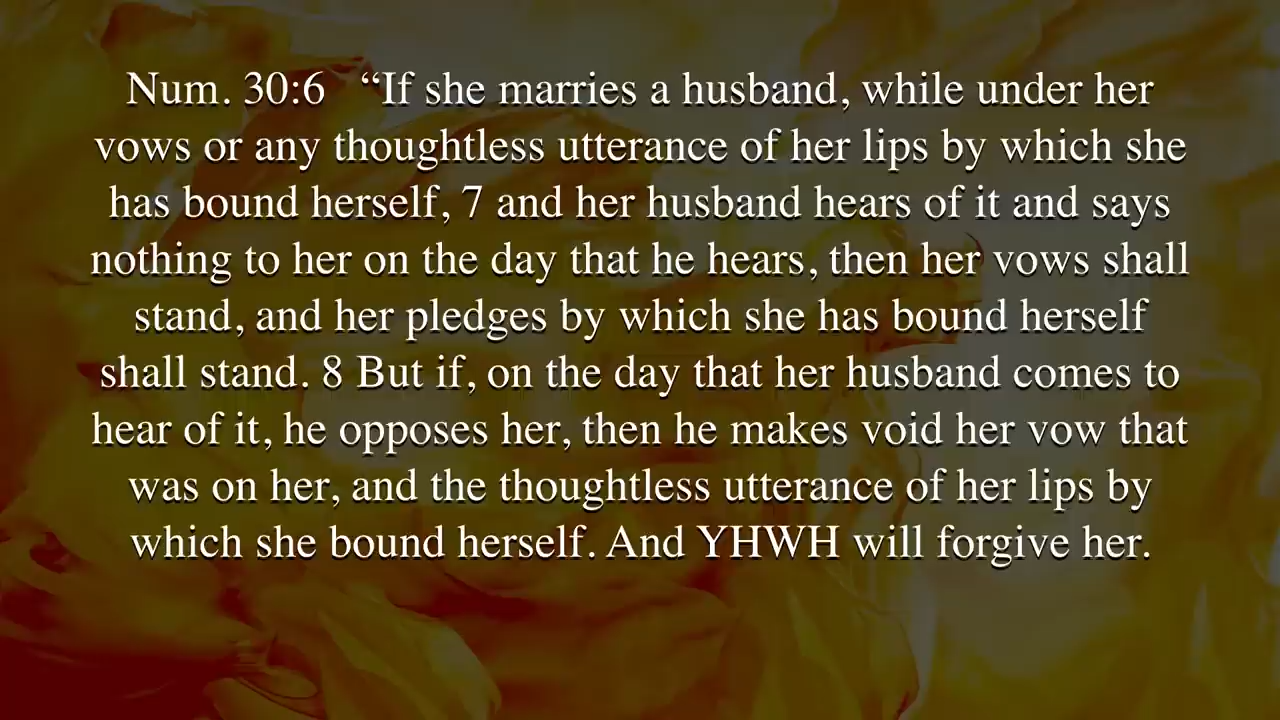 Num. 30:6 “If she marries a husband, while under her
vows or any thoughtless utterance of her lips by which she
has bound herself, 7 and her husband hears of it and says
nothing to her on the day that he hears, then her vows shall
stand, and her pledges by which she has bound herself
shall stand. 8 But if, on the day that her husband comes to
hear of it, he opposes her, then he makes void her vow that
was on her, and the thoughtless utterance of her lips by
which she bound herself. And YHWH will forgive her.